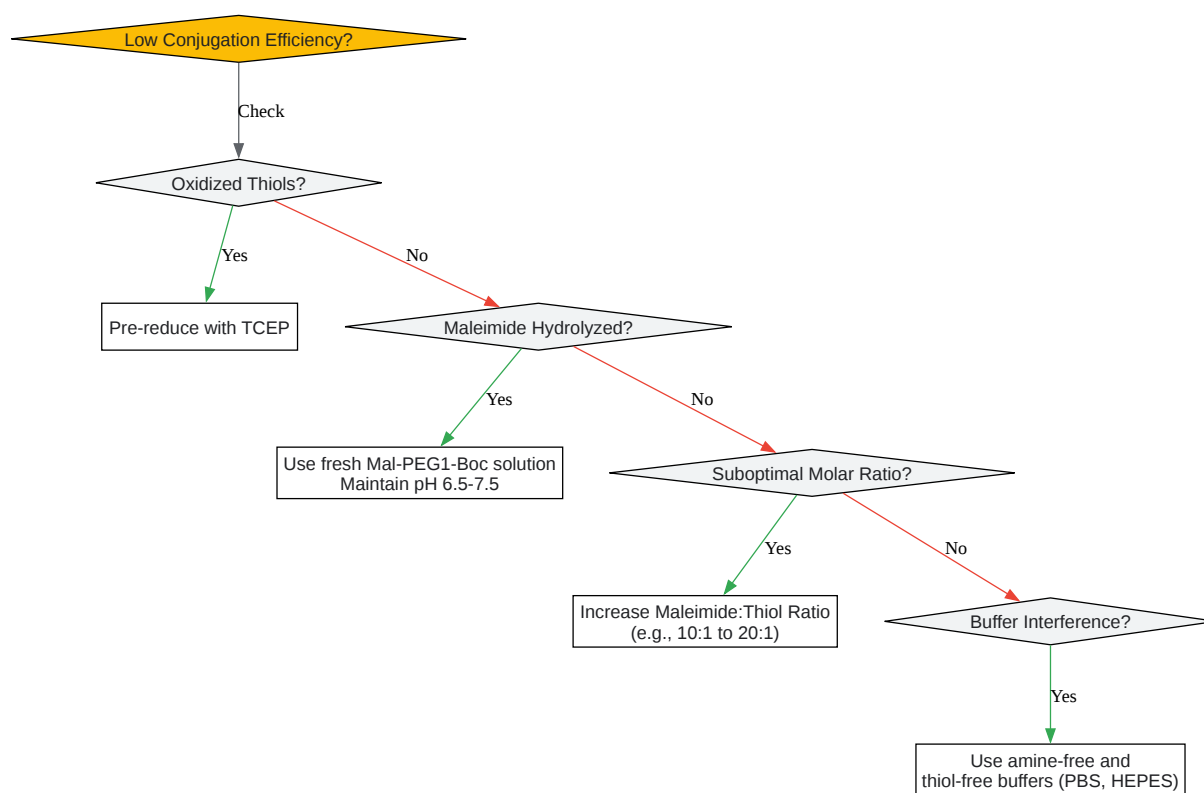 Low Conjugation Efficiency?
Check
Oxidized Thiols?
Yes
No
Pre-reduce with TCEP
Maleimide Hydrolyzed?
Yes
No
Use fresh Mal-PEG1-Boc solution
Maintain pH 6.5-7.5
Suboptimal Molar Ratio?
Yes
No
Increase Maleimide:Thiol Ratio
(e.g., 10:1 to 20:1)
Buffer Interference?
Yes
Use amine-free and
thiol-free buffers (PBS, HEPES)